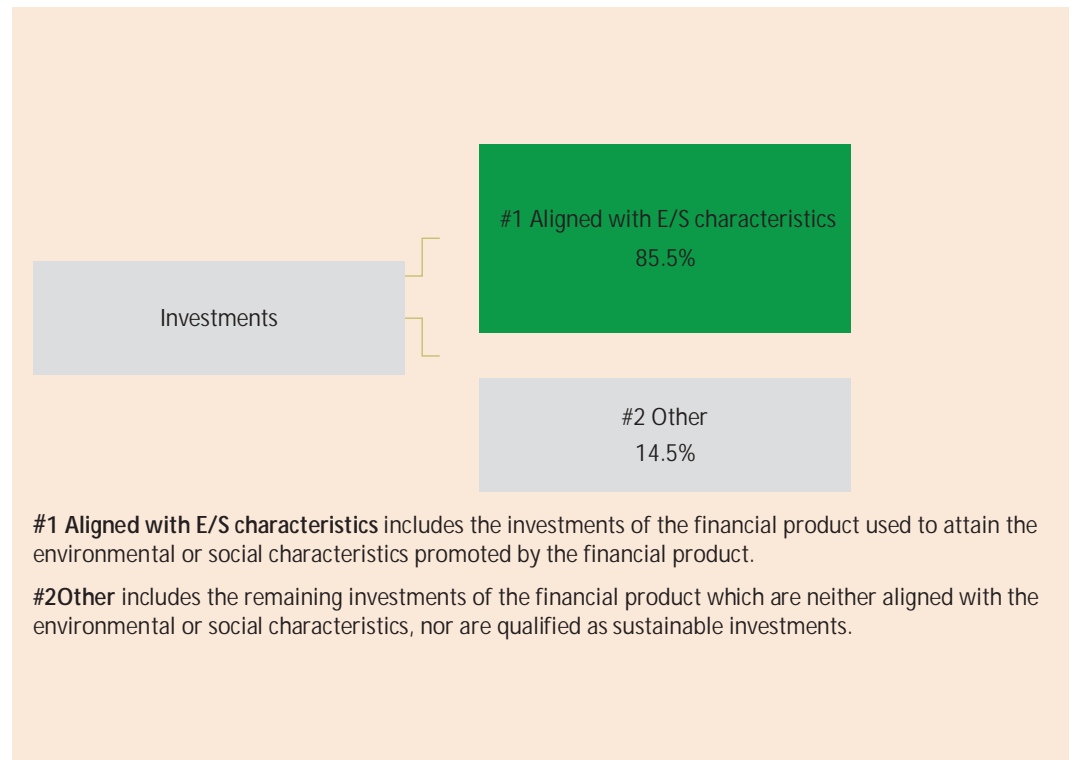 #1 Aligned with E/S characteristics
85.5%
Investments
#2 Other
14.5%
#1 Aligned with E/S characteristics includes the investments of the financial product used to attain the
environmental or social characteristics promoted by the financial product.
#2Other includes the remaining investments of the financial product which are neither aligned with the
environmental or social characteristics, nor are qualified as sustainable investments.